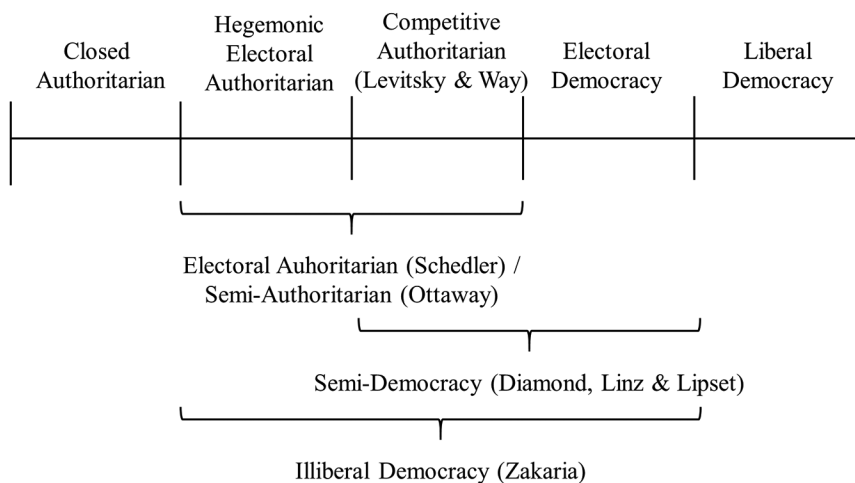 Closed
Authoritarian
Hegemonic
Electoral
Authoritarian
Competitive
Authoritarian
(Levitsky & Way)
Electoral
Democracy
Liberal
Democracy
Electoral Auhoritarian (Schedler) /
Semi-Authoritarian (Ottaway)
Semi-Democracy (Diamond, Linz & Lipset)
Illiberal Democracy (Zakaria)